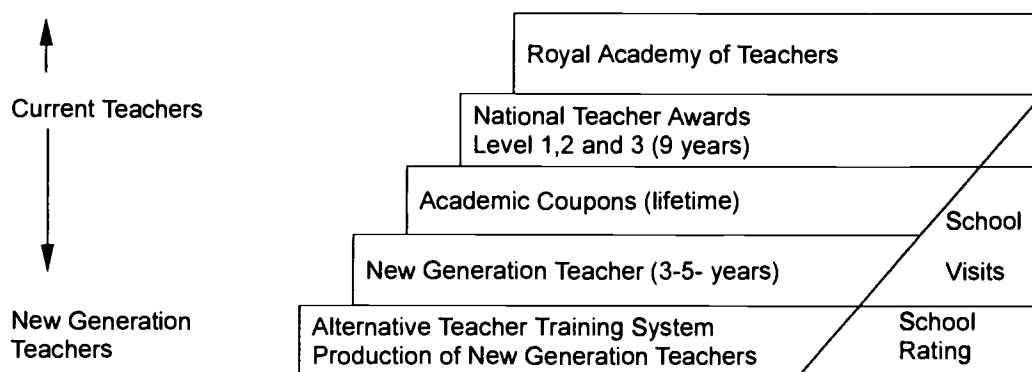 Royal Academy of Teachers
Current Teachers
National Teacher Awards
Level 1,2 and 3 (9 years)
Academic Coupons (lifetime)
School
New Generation Teacher (3-5- years)
Visits
New Generation
Teachers
Alternative Teacher Training System
Production of New Generation Teachers
School
Rating